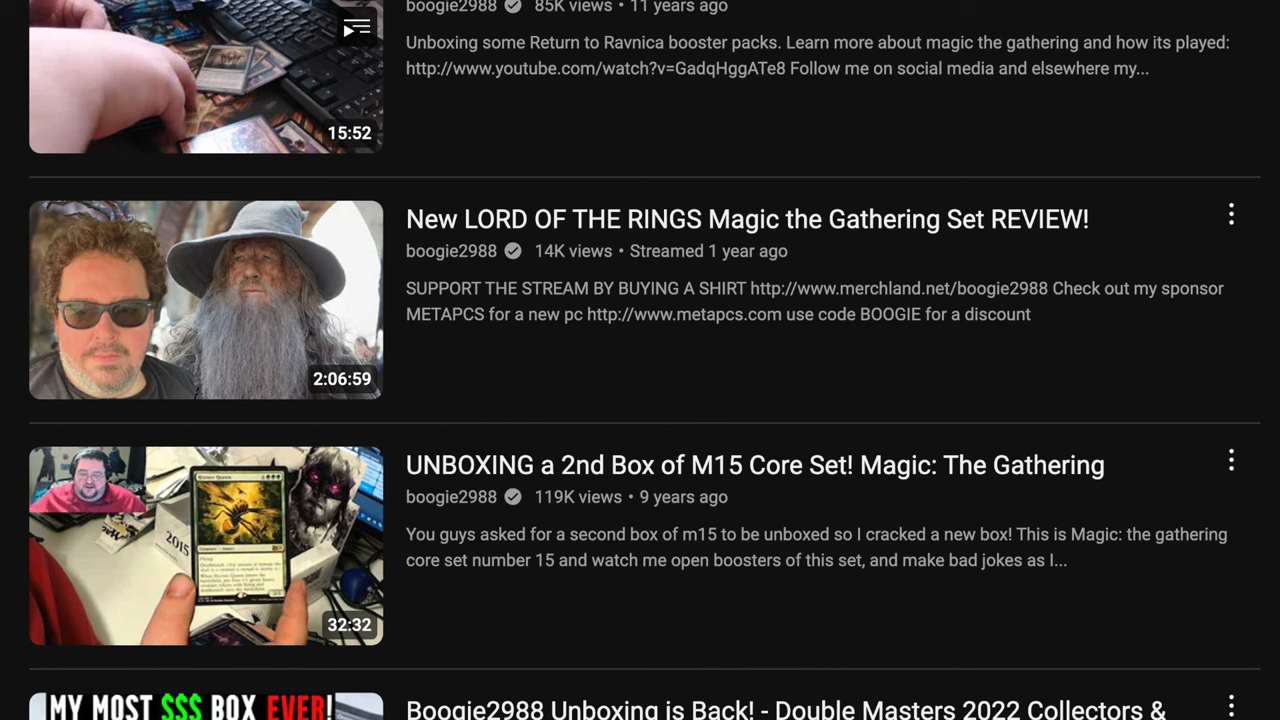 boogie2988 85K views • 11 years ago
Unboxing some Return to Ravnica booster packs. Learn more about magic the gathering and how its played:
http://www.youtube.com/watch?v=GadqHggATe8 Follow me on social media and elsewhere my...
15:52
New LORD OF THE RINGS Magic the Gathering Set REVIEW!
boogie2988 14K views • Streamed 1 year ago
SUPPORT THE STREAM BY BUYING A SHIRT http://www.merchland.net/boogie2988 Check out my sponsor
METAPCS for a new pc http://www.metapcs.com use code BOOGIE for a discount
2:06:59
UNBOXING a 2nd Box of M15 Core Set! Magic: The Gathering
boogie2988 119K views • 9 years ago
You guys asked for a second box of m15 to be unboxed so I cracked a new box! This is Magic: the gathering
core set number 15 and watch me open boosters of this set, and make bad jokes as I...
Hornet Queen
2015
32:32
MY MOST $$$ BOX EVER!
Boogie2988 Unboxing is Back! - Double Masters 2022 Collectors &